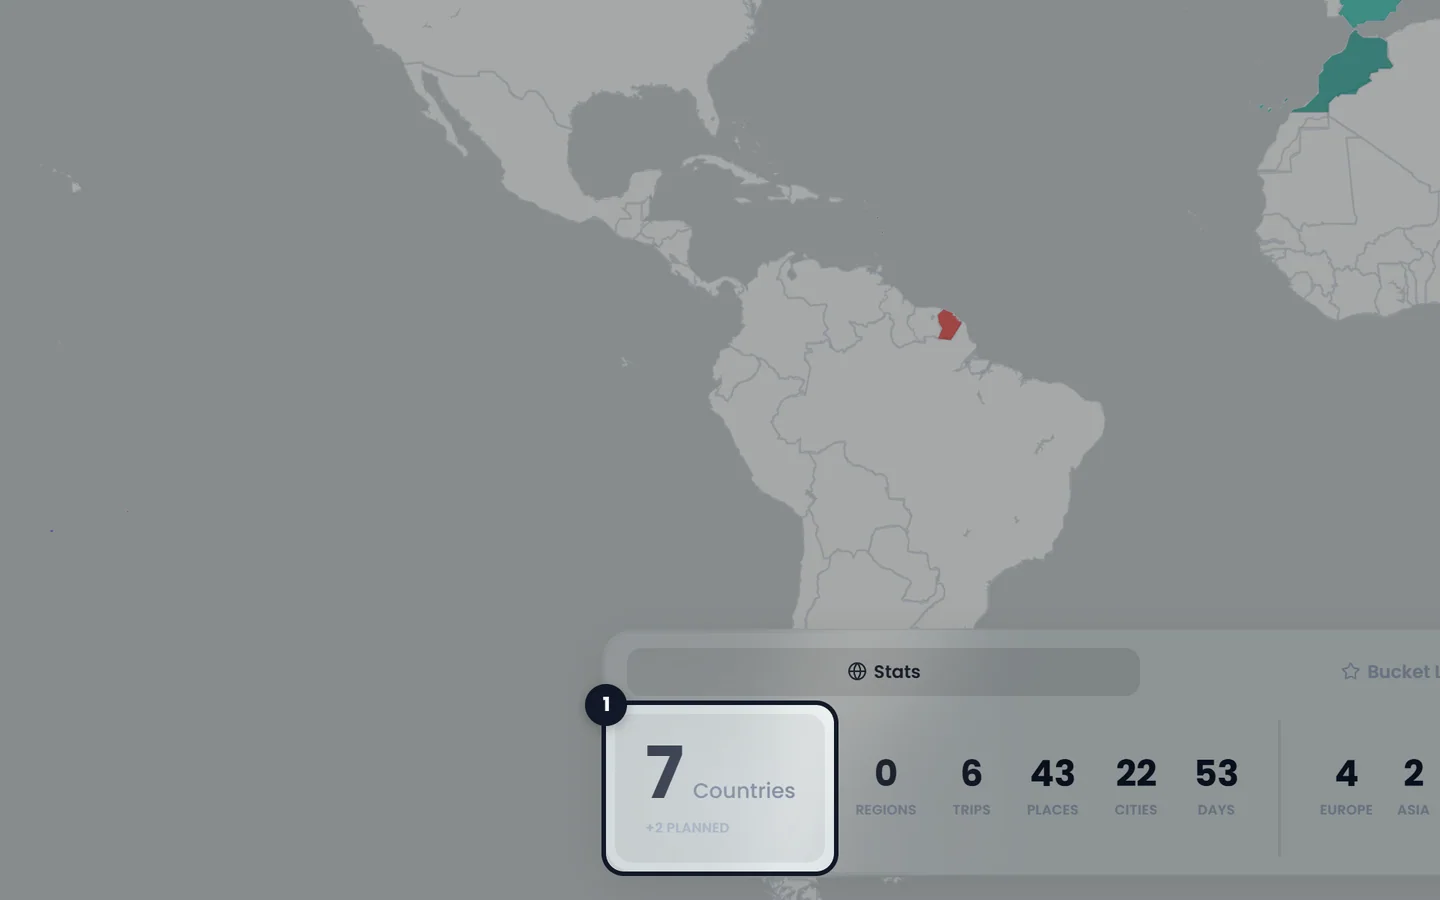 Stats
Bucket L
1
7 Countries
+2 PLANNED
0
REGIONS
6
TRIPS
43
PLACES
22
CITIES
53
DAYS
4
EUROPE
2
ASIA